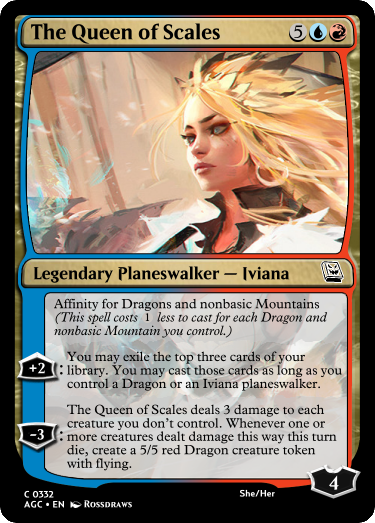 The Queen of Scales 5
Legendary Planeswalker — Iviana
Affinity for Dragons and nonbasic Mountains
(This spell costs 1 less to cast for each Dragon and
nonbasic Mountain you control.)
+2: You may exile the top three cards of your
library. You may cast those cards as long as you
control a Dragon or an Iviana planeswalker.
-3: The Queen of Scales deals 3 damage to each
creature you don't control. Whenever one or
more creatures dealt damage this way this turn
die, create a 5/5 red Dragon creature token
with flying.
4
C 0332
She/Her
AGC • EN Rossdraws